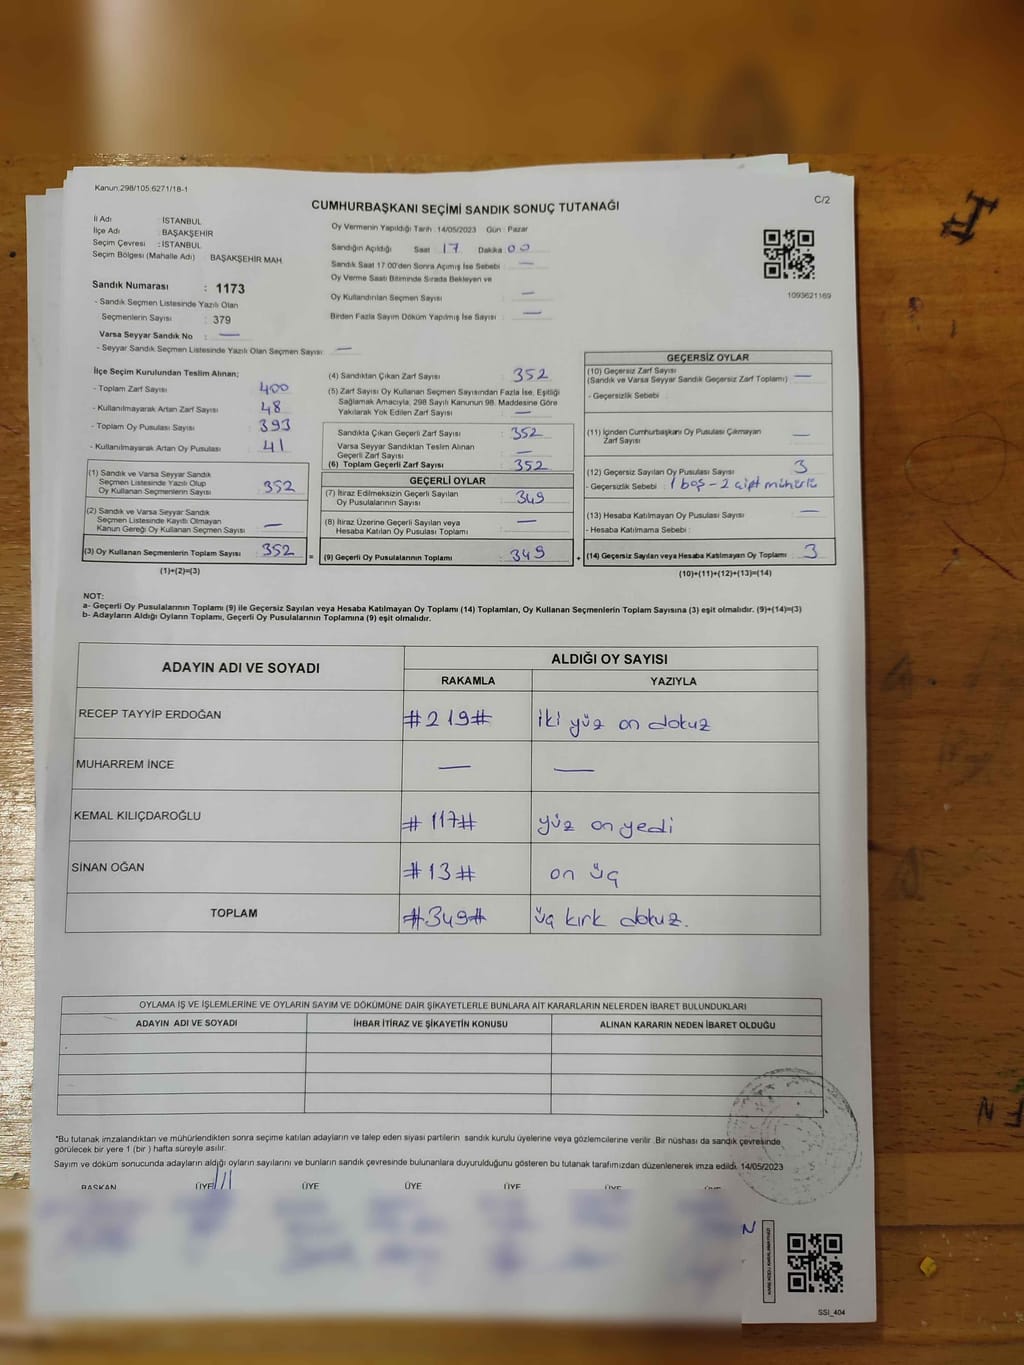 Kanun:298/105:6271/18-1
CUMHURBAŞKANI SEÇİMİ SANDIK SONUÇ TUTANAĞI
C/2
İl Adı : İSTANBUL
İlçe Adı : BAŞAKŞEHİR
Seçim Çevresi : İSTANBUL
Seçim Bölgesi (Mahalle Adı) BAŞAKŞEHİR MAH.
Sandık Numarası : 1173
- Sandık Seçmen Listesinde Yazılı Olan
Seçmenlerin Sayısı : 379
Varsa Seyyar Sandık No : —
- Seyyar Sandık Seçmen Listesinde Yazılı Olan Seçmen Sayısı: —
Oy Vermenin Yapıldığı Tarih :14/05/2023 Gün : Pazar
Sandığın Açıldığı Saat 17 Dakika 00
Sandık Saat 17:00'den Sonra Açımış İse Sebebi : —
Oy Verme Saati Bitiminde Sırada Bekleyen ve
Oy Kullandırılan Seçmen Sayısı : —
Birden Fazla Sayım Döküm Yapılmış İse Sayısı : —
1093621169
İlçe Seçim Kurulundan Teslim Alınan;
- Toplam Zarf Sayısı : 400
- Kullanılmayarak Artan Zarf Sayısı : 48
- Toplam Oy Pusulası Sayısı : 393
- Kullanılmayarak Artan Oy Pusulası : 41
(1) Sandık ve Varsa Seyyar Sandık
Seçmen Listesinde Yazılı Olup
Oy Kullanan Seçmenlerin Sayısı : 352
(2) Sandık ve Varsa Seyyar Sandık
Seçmen Listesinde Kayıtlı Olmayan
Kanun Gereği Oy Kullanan Seçmen Sayısı : —
(3) Oy Kullanan Seçmenlerin Toplam Sayısı : 352
(1)+(2)=(3)
(4) Sandıktan Çıkan Zarf Sayısı : 352
(5) Zarf Sayısı Oy Kullanan Seçmen Sayısından Fazla İse, Eşitliği
Sağlamak Amacıyla, 298 Sayılı Kanunun 98. Maddesine Göre
Yakılarak Yok Edilen Zarf Sayısı : —
Sandıkta Çıkan Geçerli Zarf Sayısı : 352
Varsa Seyyar Sandıktan Teslim Alınan
Geçerli Zarf Sayısı : —
(6) Toplam Geçerli Zarf Sayısı : 352
GEÇERLİ OYLAR
(7) İtiraz Edilmeksizin Geçerli Sayılan
Oy Pusulalarının Sayısı : 349
(8) İtiraz Üzerine Geçerli Sayılan veya
Hesaba Katılan Oy Pusulası Toplamı : —
= (9) Geçerli Oy Pusulalarının Toplamı : 349
GEÇERSİZ OYLAR
(10) Geçersiz Zarf Sayısı
(Sandık ve Varsa Seyyar Sandık Geçersiz Zarf Toplamı) : —
- Geçersizlik Sebebi :
(11) İçinden Cumhurbaşkanı Oy Pusulası Çıkmayan
Zarf Sayısı : —
(12) Geçersiz Sayılan Oy Pusulası Sayısı : 3
- Geçersizlik Sebebi : 1 boş - 2 çift mühürlü
(13) Hesaba Katılmayan Oy Pusulası Sayısı : —
- Hesaba Katılmama Sebebi :
+ (14) Geçersiz Sayılan veya Hesaba Katılmayan Oy Toplamı : 3
(10)+(11)+(12)+(13)=(14)
NOT:
a- Geçerli Oy Pusulalarının Toplamı (9) ile Geçersiz Sayılan veya Hesaba Katılmayan Oy Toplamı (14) Toplamları, Oy Kullanan Seçmenlerin Toplam Sayısına (3) eşit olmalıdır. (9)+(14)=(3)
b- Adayların Aldığı Oyların Toplamı, Geçerli Oy Pusulalarının Toplamına (9) eşit olmalıdır.
ADAYIN ADI VE SOYADI
ALDIĞI OY SAYISI
RAKAMLA YAZIYLA
RECEP TAYYİP ERDOĞAN #219# iki yüz on dokuz
MUHARREM İNCE — —
KEMAL KILIÇDAROĞLU #117# yüz on yedi
SİNAN OĞAN #13# on üç
TOPLAM #349# üç kırk dokuz.
OYLAMA İŞ VE İŞLEMLERİNE VE OYLARIN SAYIM VE DÖKÜMÜNE DAİR ŞİKAYETLERLE BUNLARA AİT KARARLARIN NELERDEN İBARET BULUNDUKLARI
ADAYIN ADI VE SOYADI İHBAR İTİRAZ VE ŞİKAYETİN KONUSU ALINAN KARARIN NEDEN İBARET OLDUĞU
*Bu tutanak imzalandıktan ve mühürlendikten sonra seçime katılan adayların ve talep eden siyasi partilerin sandık kurulu üyelerine veya gözlemcilerine verilir .Bir nüshası da sandık çevresinde
görülecek bir yere 1 (bir ) hafta süreyle asılır.
Sayım ve döküm sonucunda adayların aldığı oyların sayılarını ve bunların sandık çevresinde bulunanlara duyurulduğunu gösteren bu tutanak tarafımızdan düzenlenerek imza edildi. 14/05/2023
BAŞKAN ÜYE ÜYE ÜYE ÜYE ÜYE ÜYE
N
SSI_404